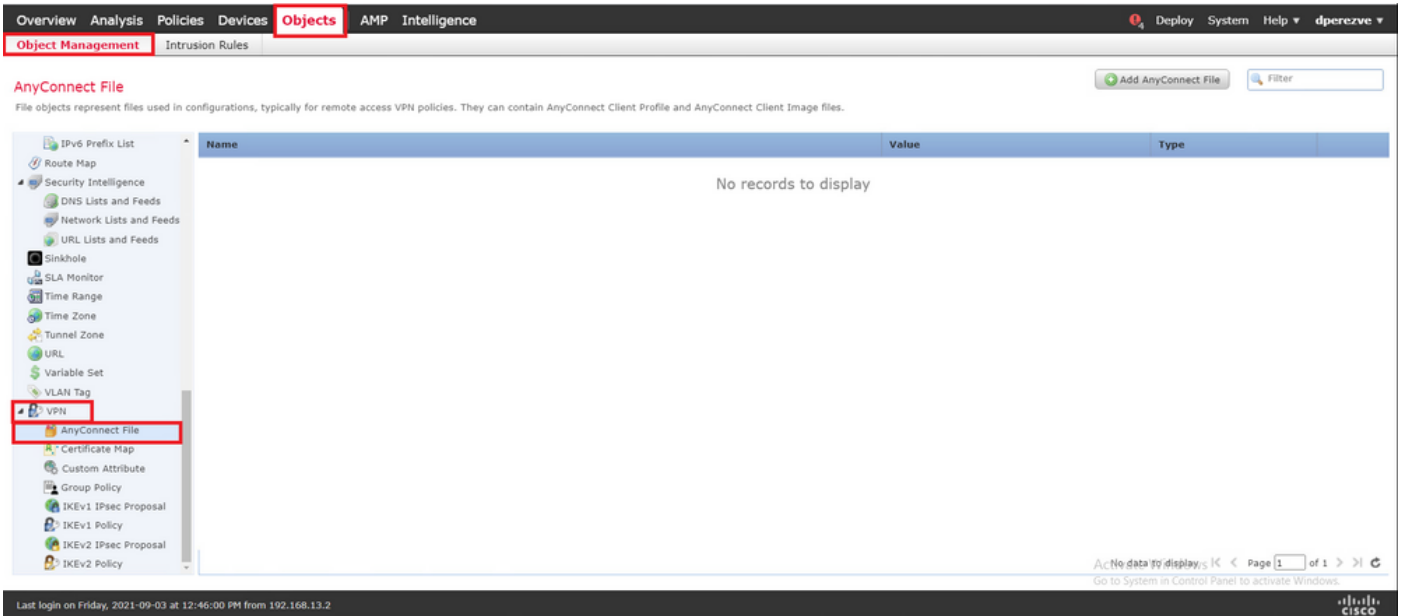 Overview Analysis Policies Devices Objects AMP Intelligence 4 Deploy System Help dperezve
Object Management Intrusion Rules
AnyConnect File
Add AnyConnect File Filter
File objects represent files used in configurations, typically for remote access VPN policies. They can contain AnyConnect Client Profile and AnyConnect Client Image files.
Name Value Type
No records to display
IPv6 Prefix List
Route Map
Security Intelligence
DNS Lists and Feeds
Network Lists and Feeds
URL Lists and Feeds
Sinkhole
SLA Monitor
Time Range
Time Zone
Tunnel Zone
URL
Variable Set
VLAN Tag
VPN
AnyConnect File
Certificate Map
Custom Attribute
Group Policy
IKEv1 IPsec Proposal
IKEv1 Policy
IKEv2 IPsec Proposal
IKEv2 Policy
No data to display Page 1 of 1
Go to System in Control Panel to activate Windows.
Last login on Friday, 2021-09-03 at 12:46:00 PM from 192.168.13.2
CISCO